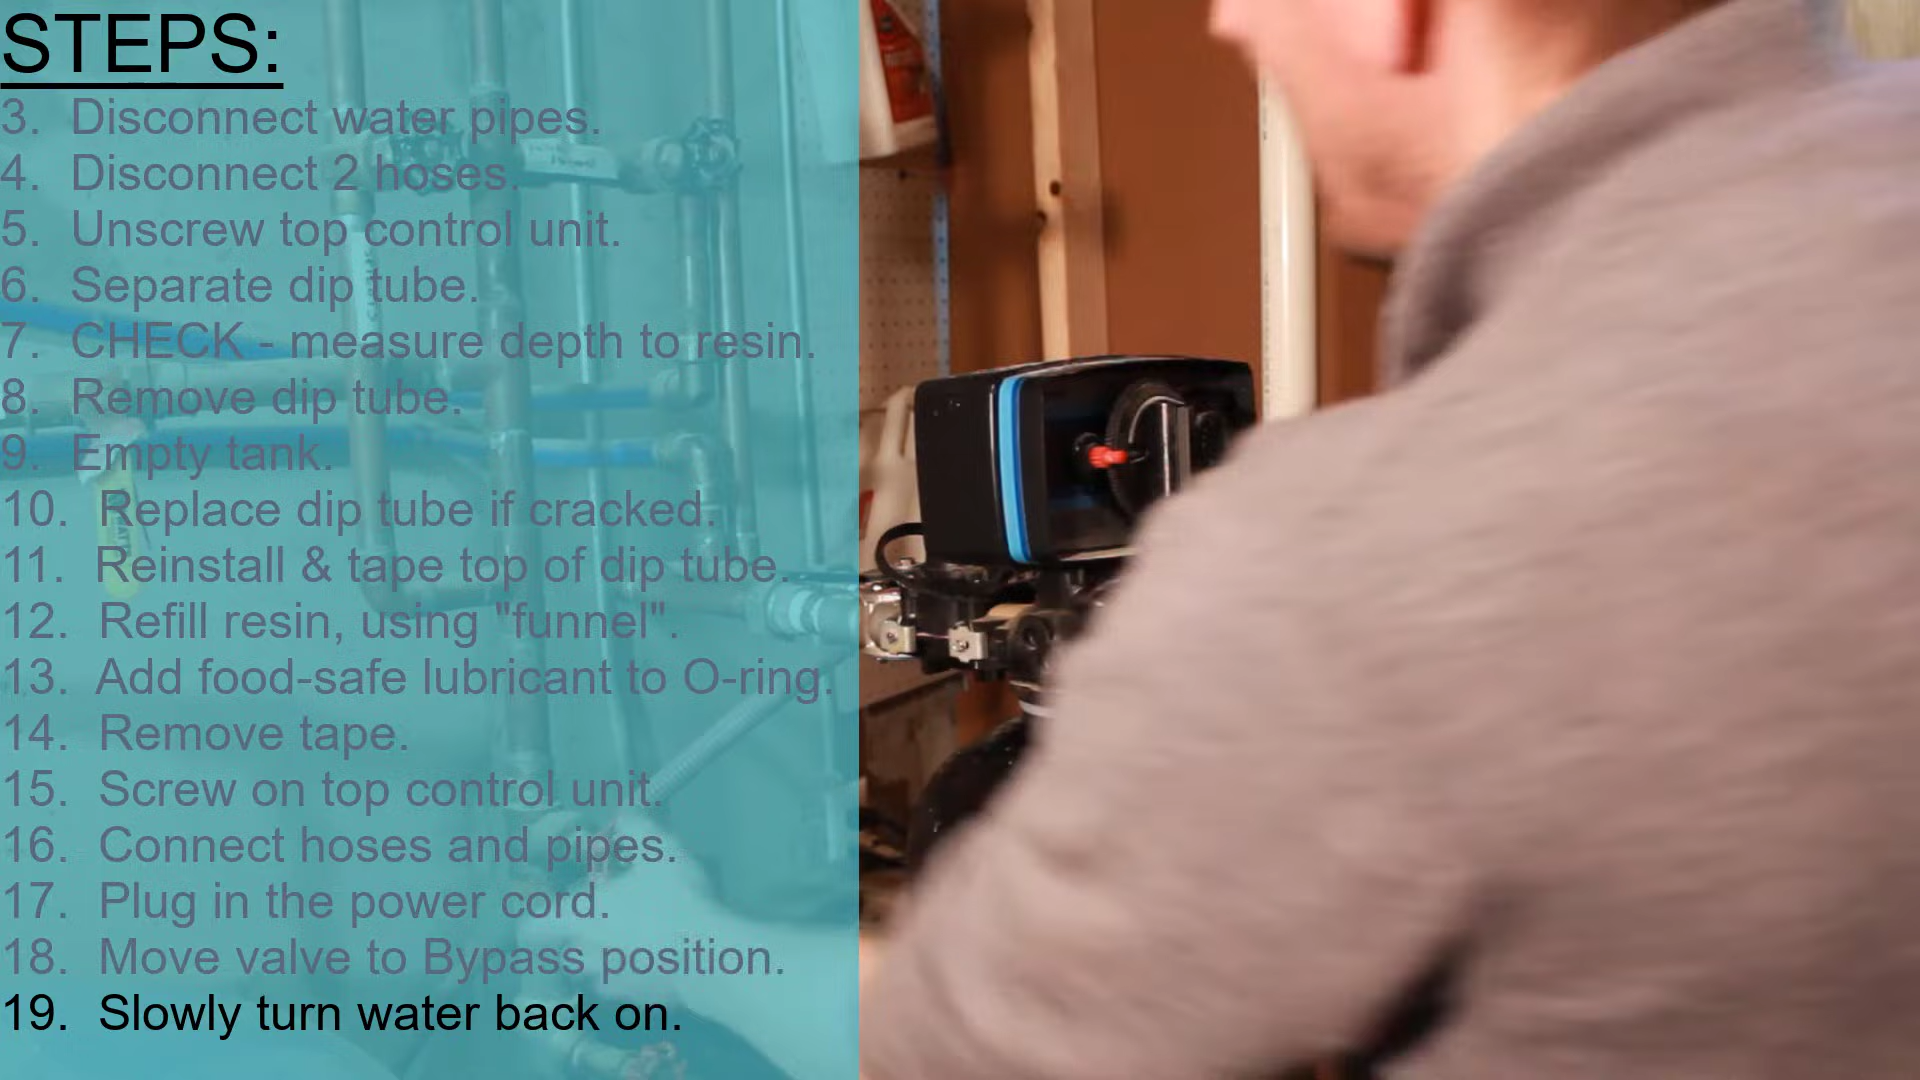 STEPS:
3. Disconnect water pipes.
4. Disconnect 2 hoses.
5. Unscrew top control unit.
6. Separate dip tube.
7. CHECK - measure depth to resin.
8. Remove dip tube.
9. Empty tank.
10. Replace dip tube if cracked.
11. Reinstall & tape top of dip tube.
12. Refill resin, using "funnel".
13. Add food-safe lubricant to O-ring.
14. Remove tape.
15. Screw on top control unit.
16. Connect hoses and pipes.
17. Plug in the power cord.
18. Move valve to Bypass position.
19. Slowly turn water back on.